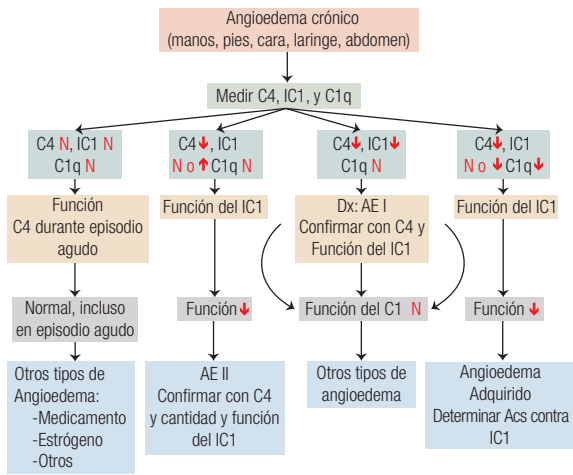 Angioedema crónico
(manos, pies, cara, laringe, abdomen)
Medir C4, IC1, y C1q
C4 N, IC1 N
C1q N
C4↓, IC1
N o ↑ C1q N
C4↓, IC1↓
C1q N
C4↓, IC1
N o ↓ C1q↓
Función
C4 durante episodio
agudo
Función del IC1
Dx: AE I
Confirmar con C4 y
Función del IC1
Función del IC1
Normal, incluso
en episodio agudo
Función ↓
Función del C1 N
Función ↓
Otros tipos de
Angioedema:
-Medicamento
-Estrógeno
-Otros
AE II
Confirmar con C4
y cantidad y función
del IC1
Otros tipos de
angioedema
Angioedema
Adquirido
Determinar Acs contra
IC1